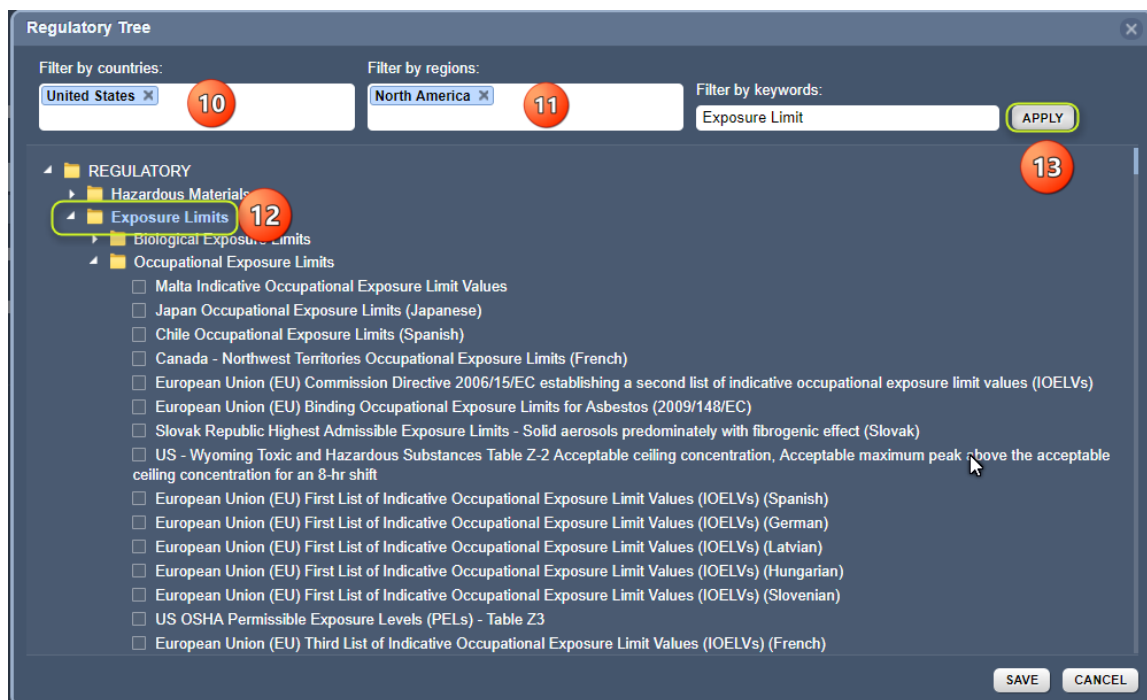 Regulatory Tree
Filter by countries:
Filter by regions:
Filter by keywords:
United States
10
North America
11
Exposure Limit
APPLY
13
REGULATORY
Hazardous Materials
Exposure Limits
12
Biological Exposure Limits
Occupational Exposure Limits
Malta Indicative Occupational Exposure Limit Values
Japan Occupational Exposure Limits (Japanese)
Chile Occupational Exposure Limits (Spanish)
Canada - Northwest Territories Occupational Exposure Limits (French)
European Union (EU) Commission Directive 2006/15/EC establishing a second list of indicative occupational exposure limit values (IOELVs)
European Union (EU) Binding Occupational Exposure Limits for Asbestos (2009/148/EC)
Slovak Republic Highest Admissible Exposure Limits - Solid aerosols predominately with fibrogenic effect (Slovak)
US - Wyoming Toxic and Hazardous Substances Table Z-2 Acceptable ceiling concentration, Acceptable maximum peak above the acceptable
ceiling concentration for an 8-hr shift
European Union (EU) First List of Indicative Occupational Exposure Limit Values (IOELVs) (Spanish)
European Union (EU) First List of Indicative Occupational Exposure Limit Values (IOELVs) (German)
European Union (EU) First List of Indicative Occupational Exposure Limit Values (IOELVs) (Latvian)
European Union (EU) First List of Indicative Occupational Exposure Limit Values (IOELVs) (Hungarian)
European Union (EU) First List of Indicative Occupational Exposure Limit Values (IOELVs) (Slovenian)
US OSHA Permissible Exposure Levels (PELs) - Table Z3
European Union (EU) Third List of Indicative Occupational Exposure Limit Values (IOELVs) (French)
SAVE
CANCEL